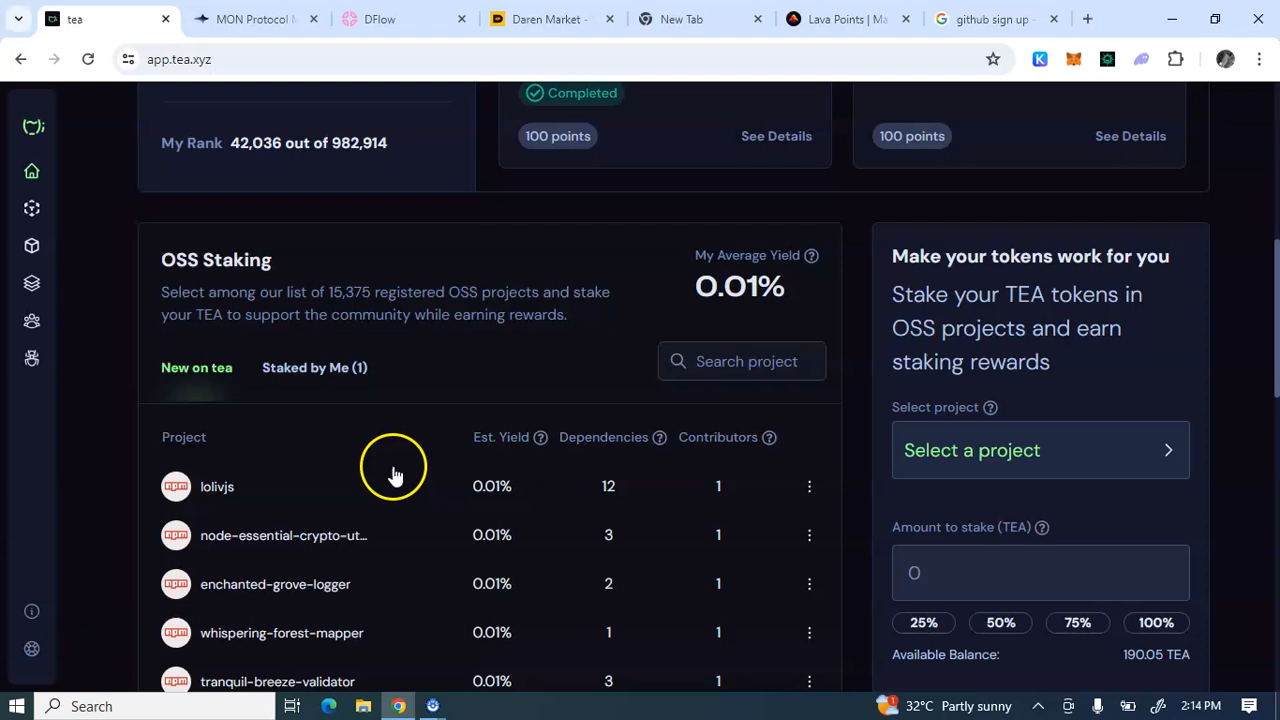 tea
MON Protocol M
DFlow
Daren Market -
New Tab
Lava Points | Ma
github sign up -
app.tea.xyz
Completed
My Rank 42,036 out of 982,914
100 points
See Details
100 points
See Details
OSS Staking
My Average Yield
0.01%
Select among our list of 15,375 registered OSS projects and stake
your TEA to support the community while earning rewards.
New on tea
Staked by Me (1)
Search project
Project
Est. Yield
Dependencies
Contributors
npm lolivjs 0.01% 12 1
npm node-essential-crypto-ut... 0.01% 3 1
npm enchanted-grove-logger 0.01% 2 1
npm whispering-forest-mapper 0.01% 1 1
npm tranquil-breeze-validator 0.01% 3 1
Make your tokens work for you
Stake your TEA tokens in
OSS projects and earn
staking rewards
Select project
Select a project
Amount to stake (TEA)
0
25%
50%
75%
100%
Available Balance:
190.05 TEA
Search
1
32°C Partly sunny
2:14 PM